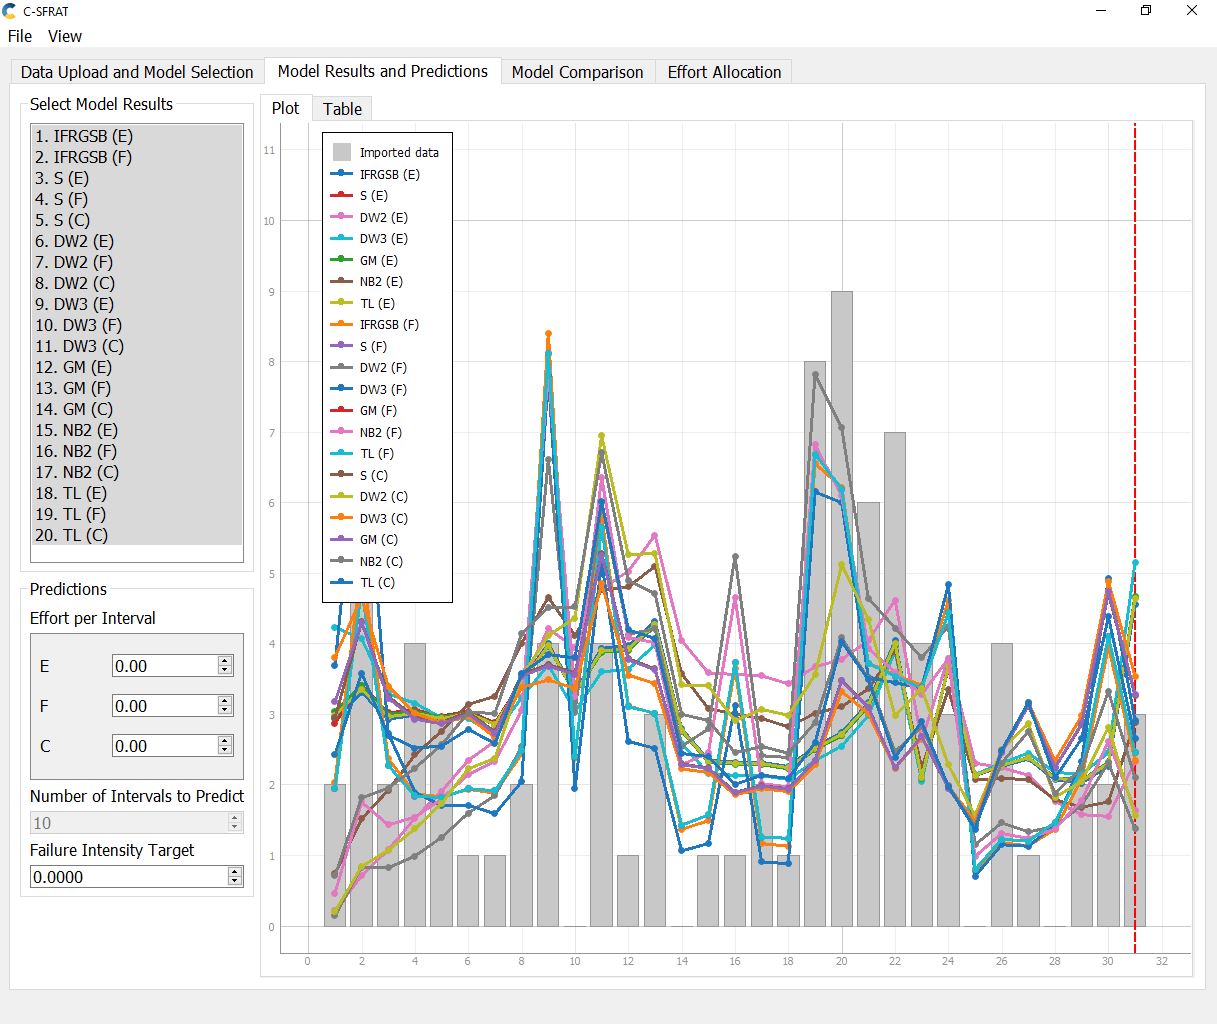 C-SFRAT
File View
Data Upload and Model Selection Model Results and Predictions Model Comparison Effort Allocation
Select Model Results
1. IFRGSB (E)
2. IFRGSB (F)
3. S (E)
4. S (F)
5. S (C)
6. DW2 (E)
7. DW2 (F)
8. DW2 (C)
9. DW3 (E)
10. DW3 (F)
11. DW3 (C)
12. GM (E)
13. GM (F)
14. GM (C)
15. NB2 (E)
16. NB2 (F)
17. NB2 (C)
18. TL (E)
19. TL (F)
20. TL (C)
Predictions
Effort per Interval
E 0.00
F 0.00
C 0.00
Number of Intervals to Predict
10
Failure Intensity Target
0.0000
Plot Table
Imported data
IFRGSB (E)
S (E)
DW2 (E)
DW3 (E)
GM (E)
NB2 (E)
TL (E)
IFRGSB (F)
S (F)
DW2 (F)
DW3 (F)
GM (F)
NB2 (F)
TL (F)
S (C)
DW2 (C)
DW3 (C)
GM (C)
NB2 (C)
TL (C)
11
10
9
8
7
6
5
4
3
2
1
0
0 2 4 6 8 10 12 14 16 18 20 22 24 26 28 30 32